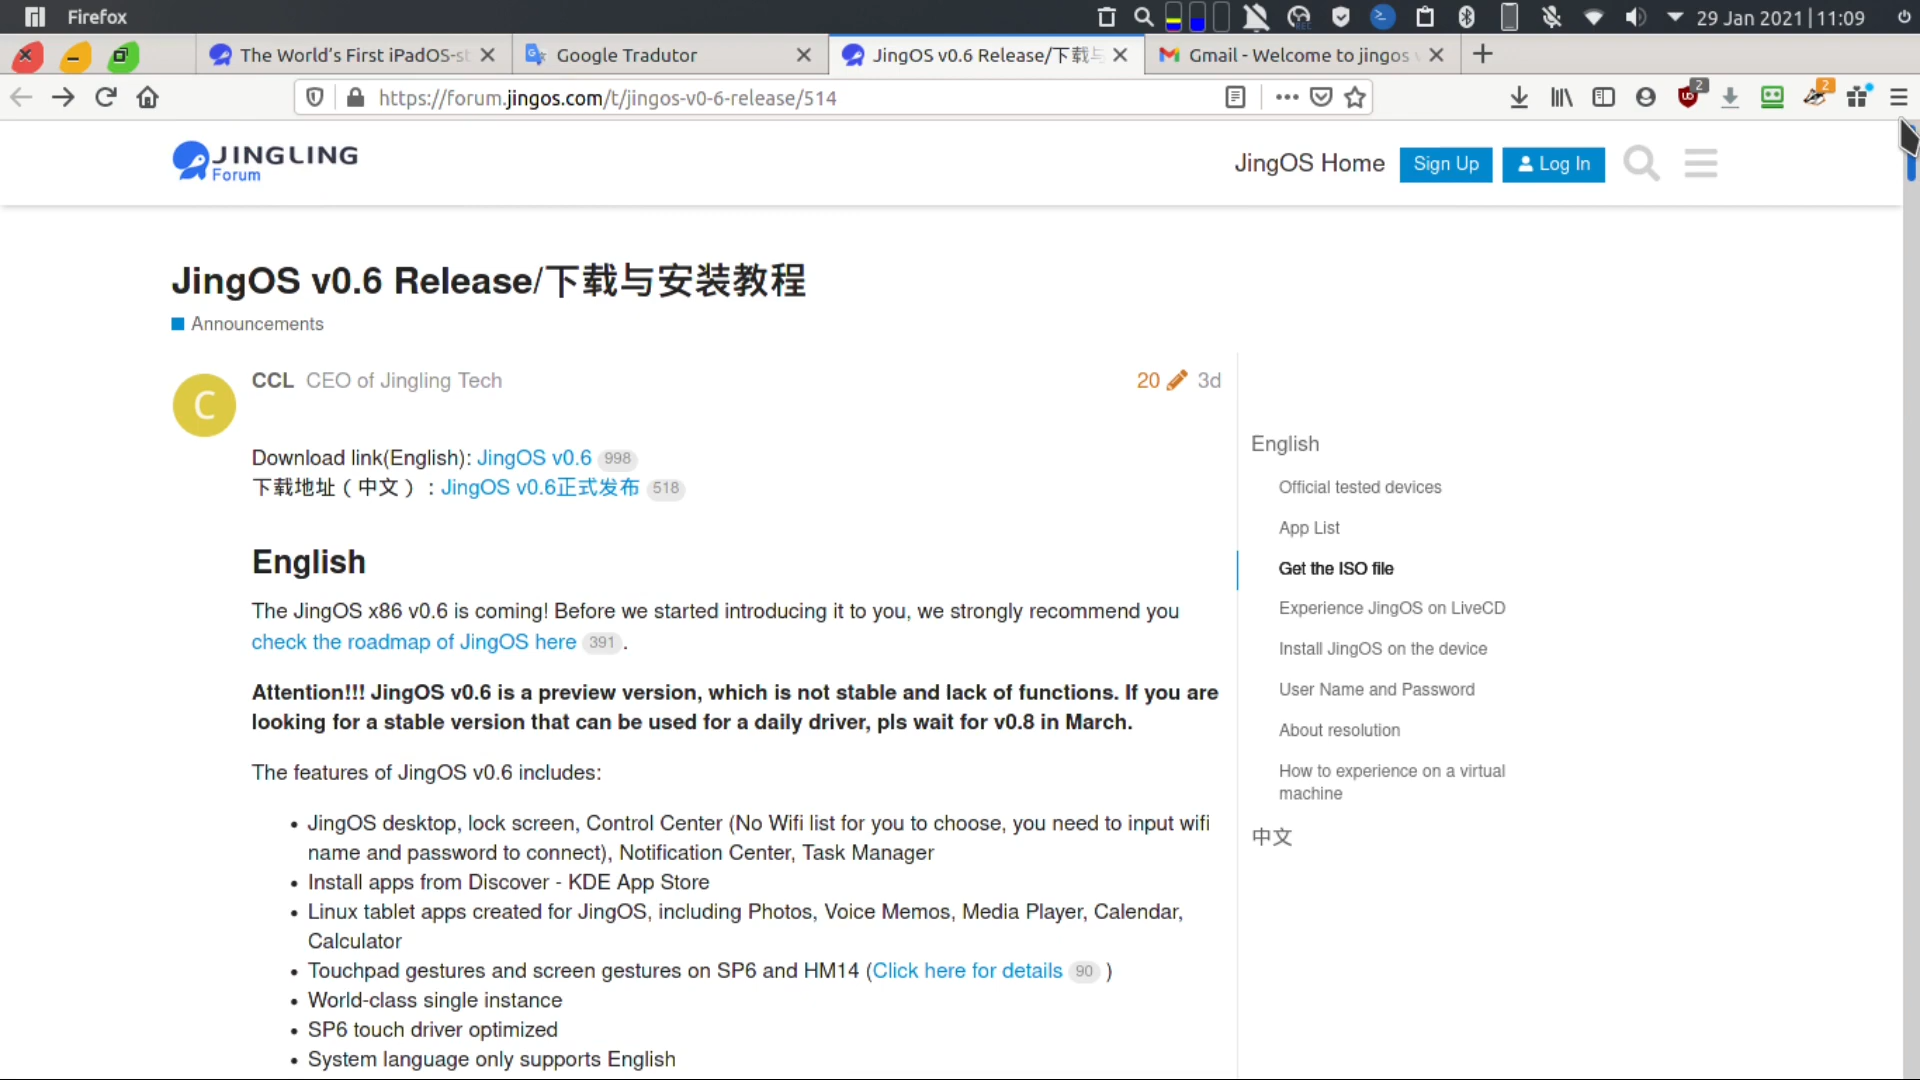 Firefox
29 Jan 2021 | 11:09
The World's First iPadOS-st
Google Tradutor
JingOS v0.6 Release/下载与
Gmail - Welcome to jingos
https://forum.jingos.com/t/jingos-v0-6-release/514
2
2
JINGLING
Forum
JingOS Home
Sign Up
Log In
JingOS v0.6 Release/下载与安装教程
Announcements
C
CCL CEO of Jingling Tech
20 3d
Download link(English): JingOS v0.6 998
下载地址（中文）：JingOS v0.6正式发布 518
English
The JingOS x86 v0.6 is coming! Before we started introducing it to you, we strongly recommend you
check the roadmap of JingOS here 391 .
Attention!!! JingOS v0.6 is a preview version, which is not stable and lack of functions. If you are
looking for a stable version that can be used for a daily driver, pls wait for v0.8 in March.
The features of JingOS v0.6 includes:
• JingOS desktop, lock screen, Control Center (No Wifi list for you to choose, you need to input wifi
name and password to connect), Notification Center, Task Manager
• Install apps from Discover - KDE App Store
• Linux tablet apps created for JingOS, including Photos, Voice Memos, Media Player, Calendar,
Calculator
• Touchpad gestures and screen gestures on SP6 and HM14 (Click here for details 90 )
• World-class single instance
• SP6 touch driver optimized
• System language only supports English
English
Official tested devices
App List
Get the ISO file
Experience JingOS on LiveCD
Install JingOS on the device
User Name and Password
About resolution
How to experience on a virtual
machine
中文